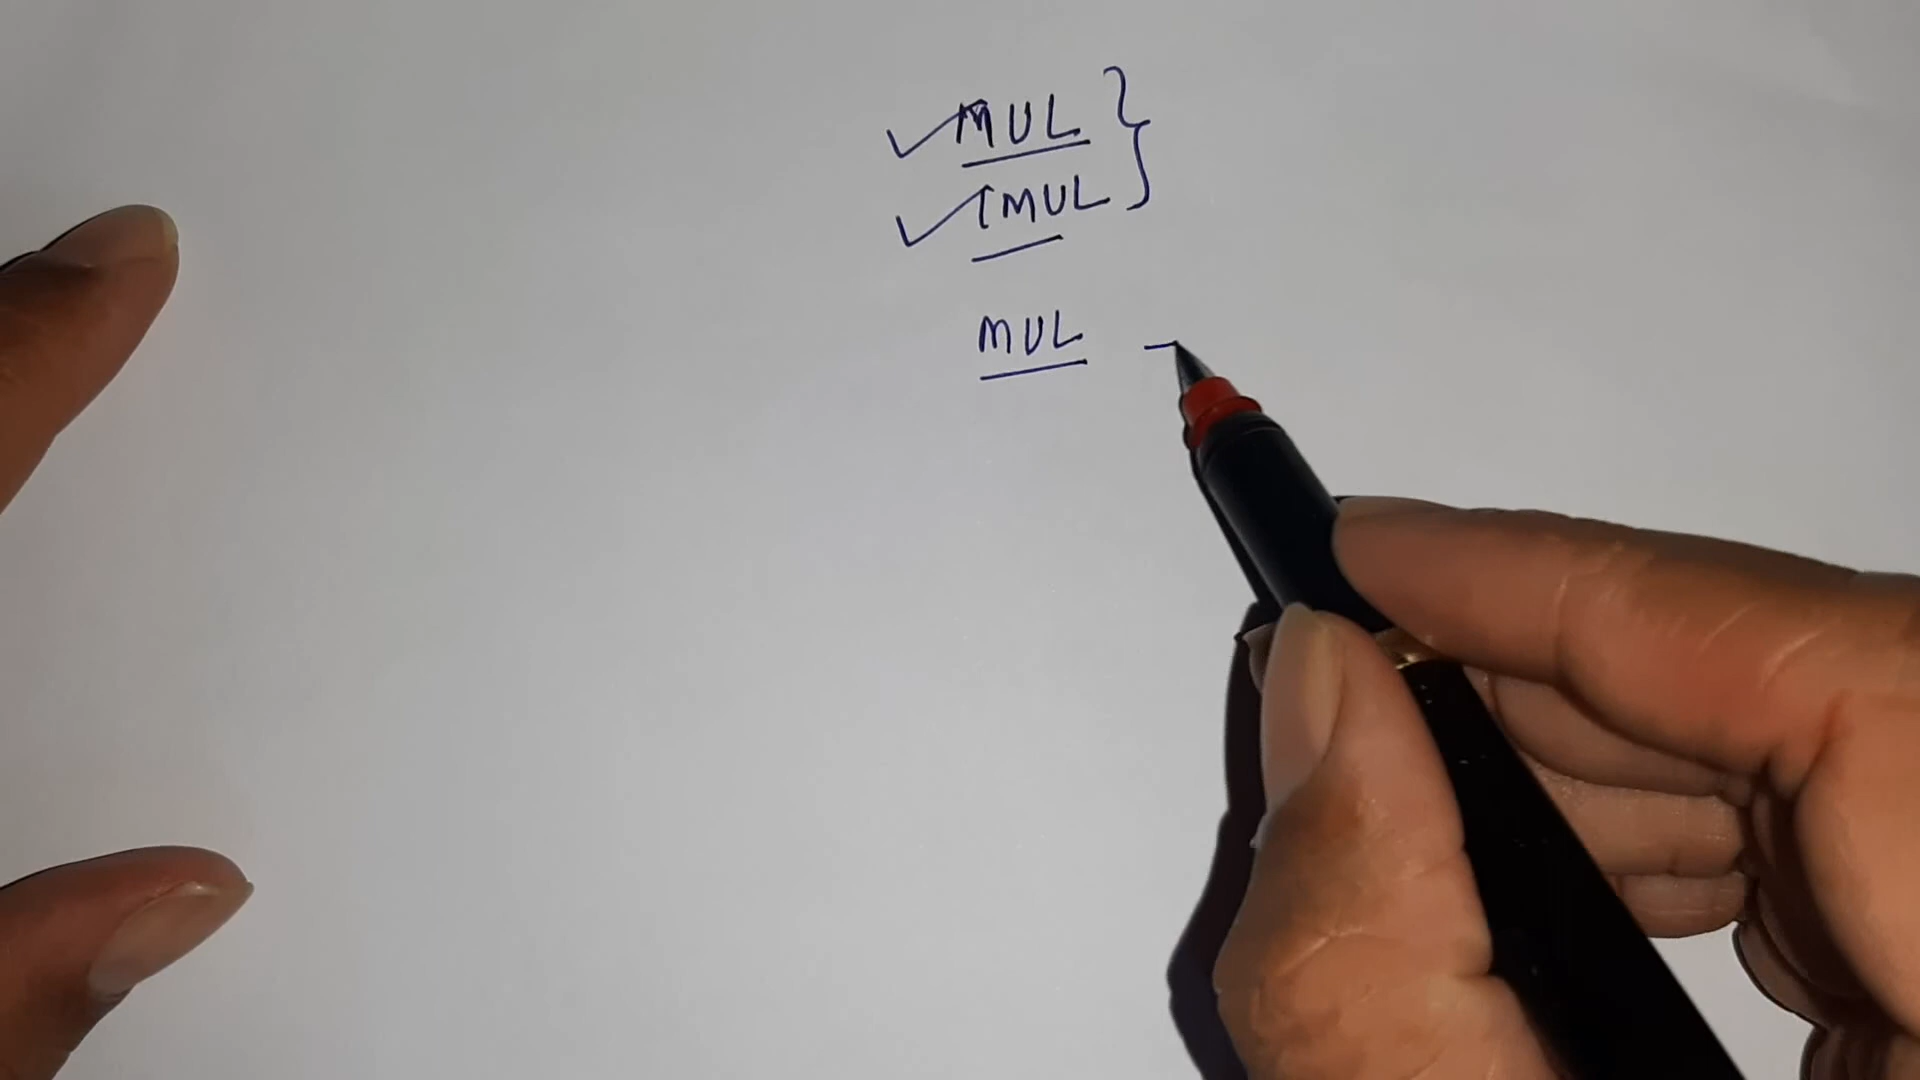 ✓ MUL }
✓ IMUL
MUL –